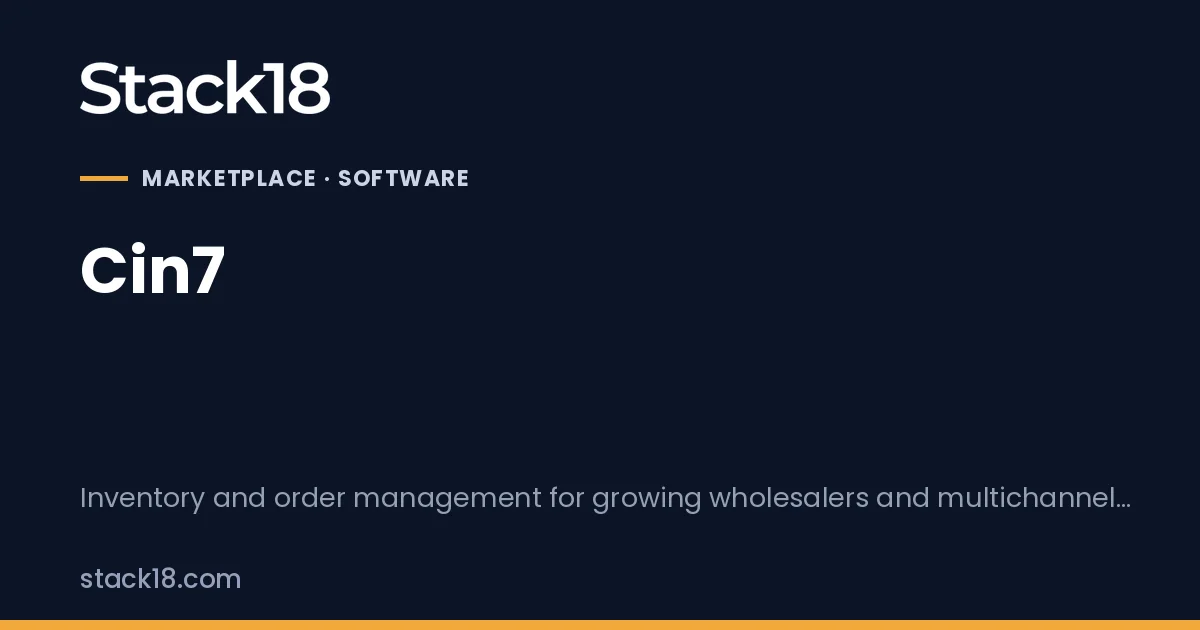 Stack18
MARKETPLACE · SOFTWARE
Cin7
Inventory and order management for growing wholesalers and multichannel...
stack18.com